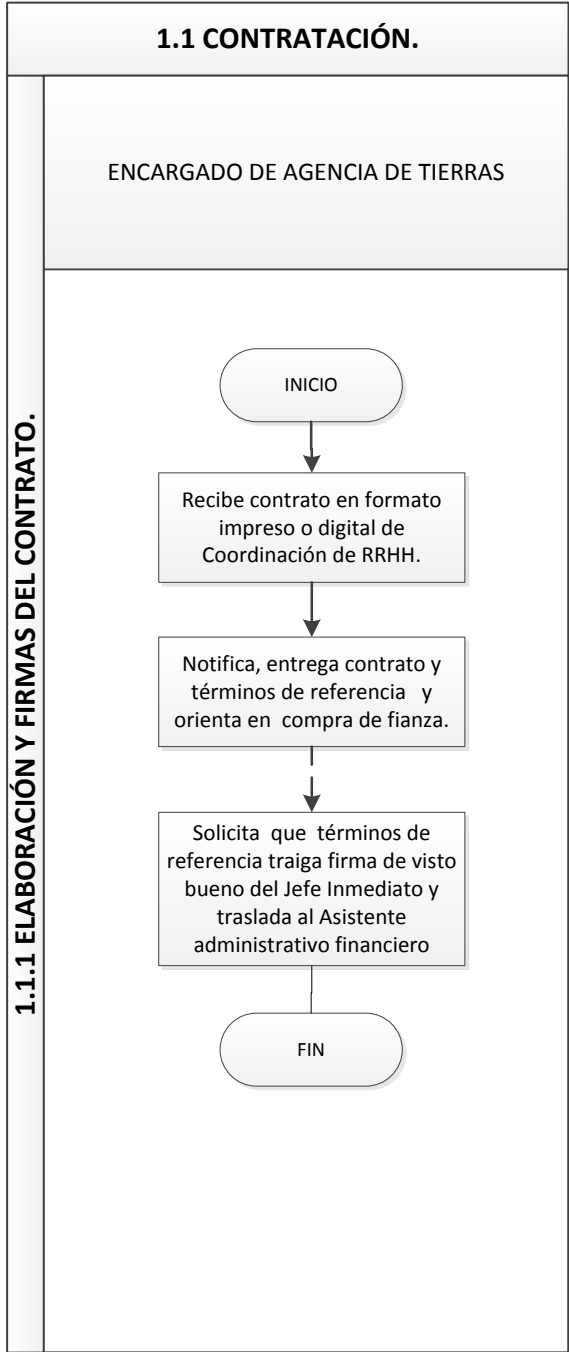 1.1 CONTRATACIÓN.
1.1.1 ELABORACIÓN Y FIRMAS DEL CONTRATO.
ENCARGADO DE AGENCIA DE TIERRAS
INICIO
Recibe contrato en formato
impreso o digital de
Coordinación de RRHH.
Notifica, entrega contrato y
términos de referencia y
orienta en compra de fianza.
Solicita que términos de
referencia traiga firma de visto
bueno del Jefe Inmediato y
traslada al Asistente
administrativo financiero
FIN